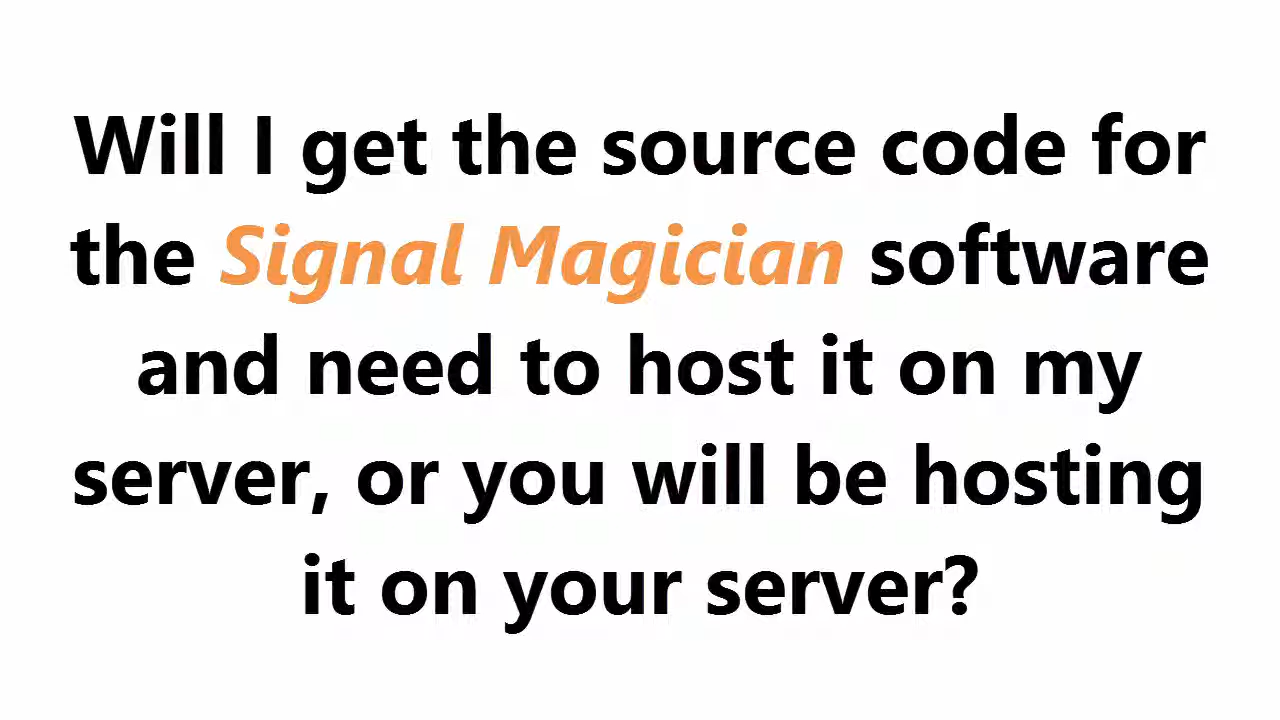 Will I get the source code for
the Signal Magician software
and need to host it on my
server, or you will be hosting
it on your server?